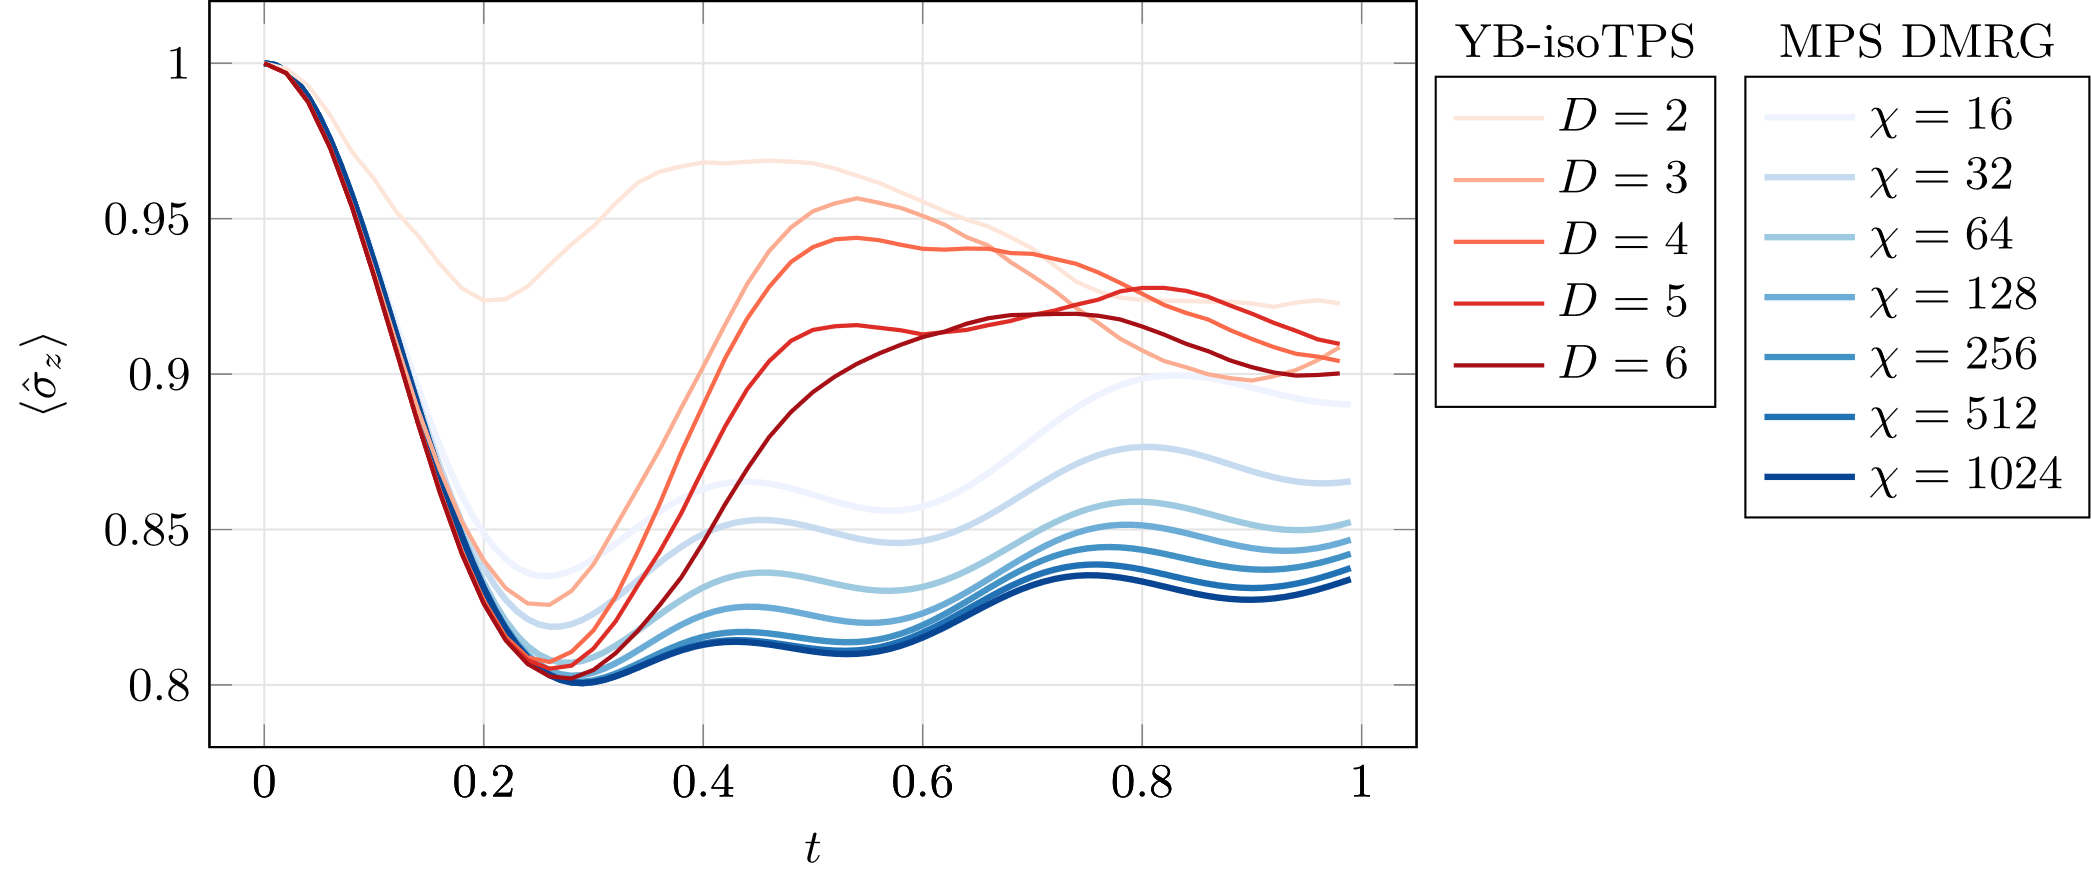 1
0.95
0.9
0.85
0.8
⟨σ̂_z⟩
0 0.2 0.4 0.6 0.8 1
t
YB-isoTPS
D = 2
D = 3
D = 4
D = 5
D = 6
MPS DMRG
χ = 16
χ = 32
χ = 64
χ = 128
χ = 256
χ = 512
χ = 1024